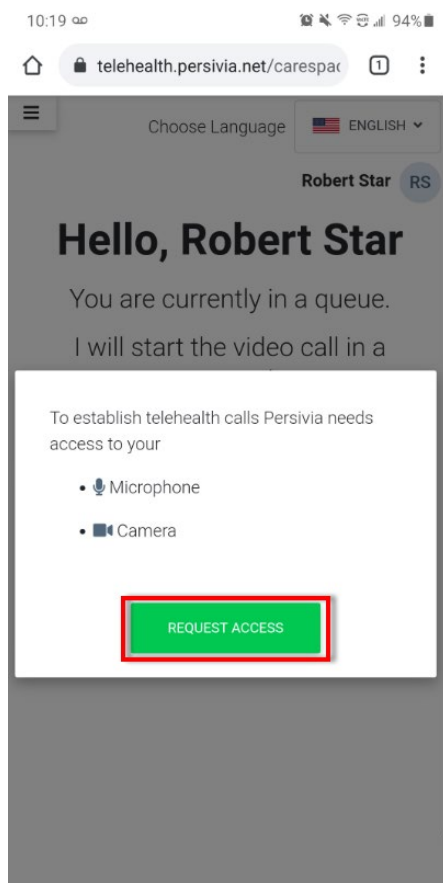 10:19 94%
telehealth.persivia.net/carespac 1
Choose Language ENGLISH
Robert Star RS
Hello, Robert Star
You are currently in a queue.
I will start the video call in a
To establish telehealth calls Persivia needs
access to your
• Microphone
• Camera
REQUEST ACCESS